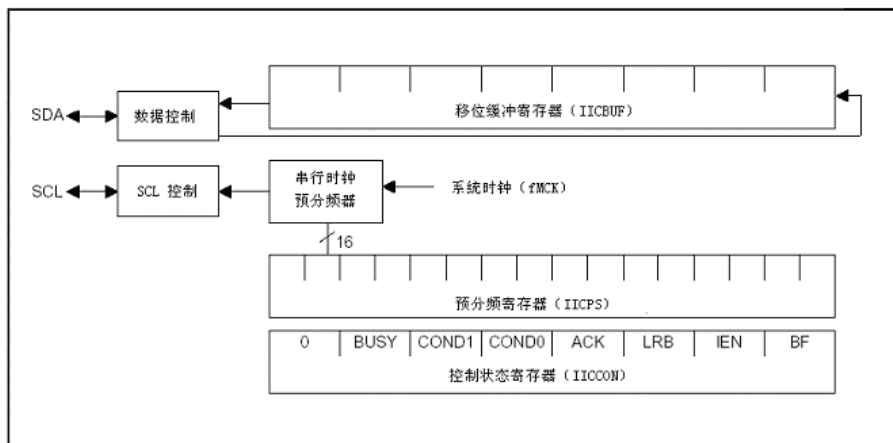 SDA
数据控制
移位缓冲寄存器(IICBUF)
SCL
SCL 控制
串行时钟
预分频器
系统时钟(fMCK)
16
预分频寄存器(IICPS)
0 BUSY COND1 COND0 ACK LRB IEN BF
控制状态寄存器(IICCON)